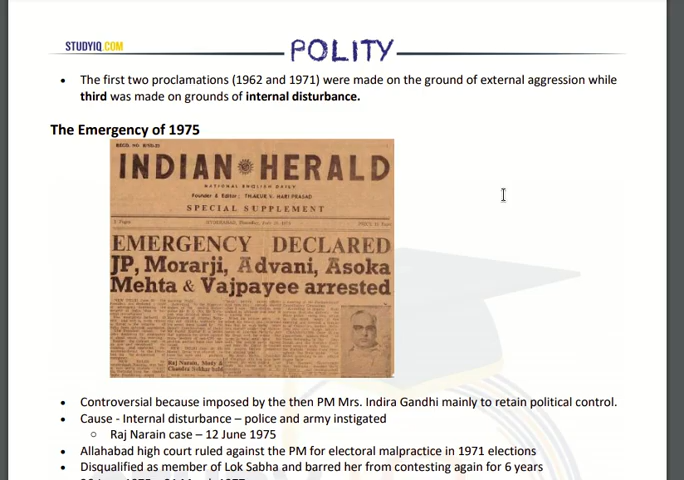 STUDYIQ.COM
POLITY
• The first two proclamations (1962 and 1971) were made on the ground of external aggression while
third was made on grounds of internal disturbance.
The Emergency of 1975
INDIAN HERALD
NATIONAL ENGLISH DAILY
Founder & Editor:
HARI PRASAD
SPECIAL SUPPLEMENT
EMERGENCY DECLARED
JP, Morarji, Advani, Asoka
Mehta & Vajpayee arrested
• Controversial because imposed by the then PM Mrs. Indira Gandhi mainly to retain political control.
• Cause - Internal disturbance – police and army instigated
o Raj Narain case – 12 June 1975
• Allahabad high court ruled against the PM for electoral malpractice in 1971 elections
• Disqualified as member of Lok Sabha and barred her from contesting again for 6 years